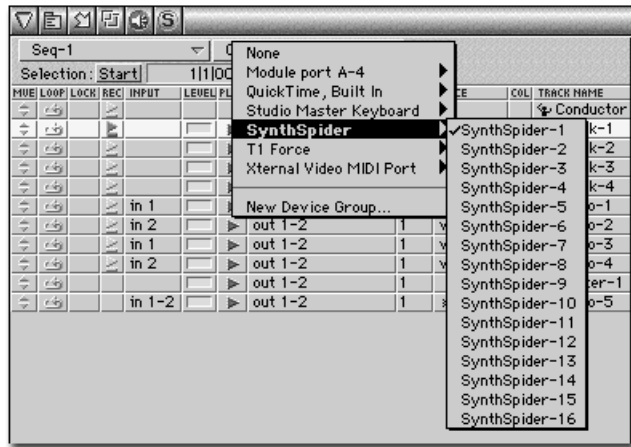 S
Seq-1
Selection: Start 1|1|00
MVE LOOP LOCK REC INPUT LEVEL PL CE COL TRACK NAME
Conductor
k-1
k-2
k-3
k-4
in 1 o-1
in 2 out 1-2 1 v o-2
in 1 out 1-2 1 v o-3
in 2 out 1-2 1 v o-4
out 1-2 1 er-1
in 1-2 out 1-2 1 o-5
None
Module port A-4
QuickTime, Built In
Studio Master Keyboard
SynthSpider
T1 Force
Xternal Video MIDI Port
New Device Group...
✓SynthSpider-1
SynthSpider-2
SynthSpider-3
SynthSpider-4
SynthSpider-5
SynthSpider-6
SynthSpider-7
SynthSpider-8
SynthSpider-9
SynthSpider-10
SynthSpider-11
SynthSpider-12
SynthSpider-13
SynthSpider-14
SynthSpider-15
SynthSpider-16